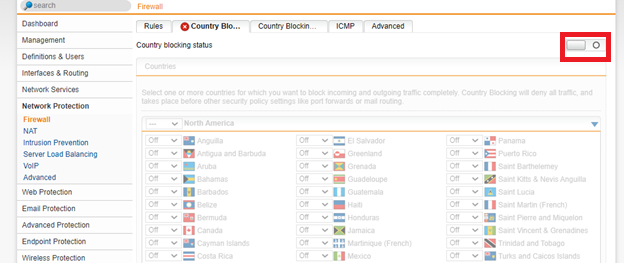 search
Firewall
Dashboard
Management
Definitions & Users
Interfaces & Routing
Network Services
Network Protection
Firewall
NAT
Intrusion Prevention
Server Load Balancing
VoIP
Advanced
Web Protection
Email Protection
Advanced Protection
Endpoint Protection
Wireless Protection
Rules
Country Blo...
Country Blockin...
ICMP
Advanced
Country blocking status
Countries
Select one or more countries for which you want to block incoming and outgoing traffic completely. Country Blocking will deny all traffic, and
takes place before other security policy settings like port forwards or mail routing.
--- North America
Off Anguilla Off El Salvador Off Panama
Off Antigua and Barbuda Off Greenland Off Puerto Rico
Off Aruba Off Grenada Off Saint Barthelemey
Off Bahamas Off Guadeloupe Off Saint Kitts & Nevis Anguilla
Off Barbados Off Guatemala Off Saint Lucia
Off Belize Off Haiti Off Saint Martin (French)
Off Bermuda Off Honduras Off Saint Pierre and Miquelon
Off Canada Off Jamaica Off Saint Vincent & Grenadines
Off Cayman Islands Off Martinique (French) Off Trinidad and Tobago
Off Costa Rica Off Mexico Off Turks and Caicos Islands